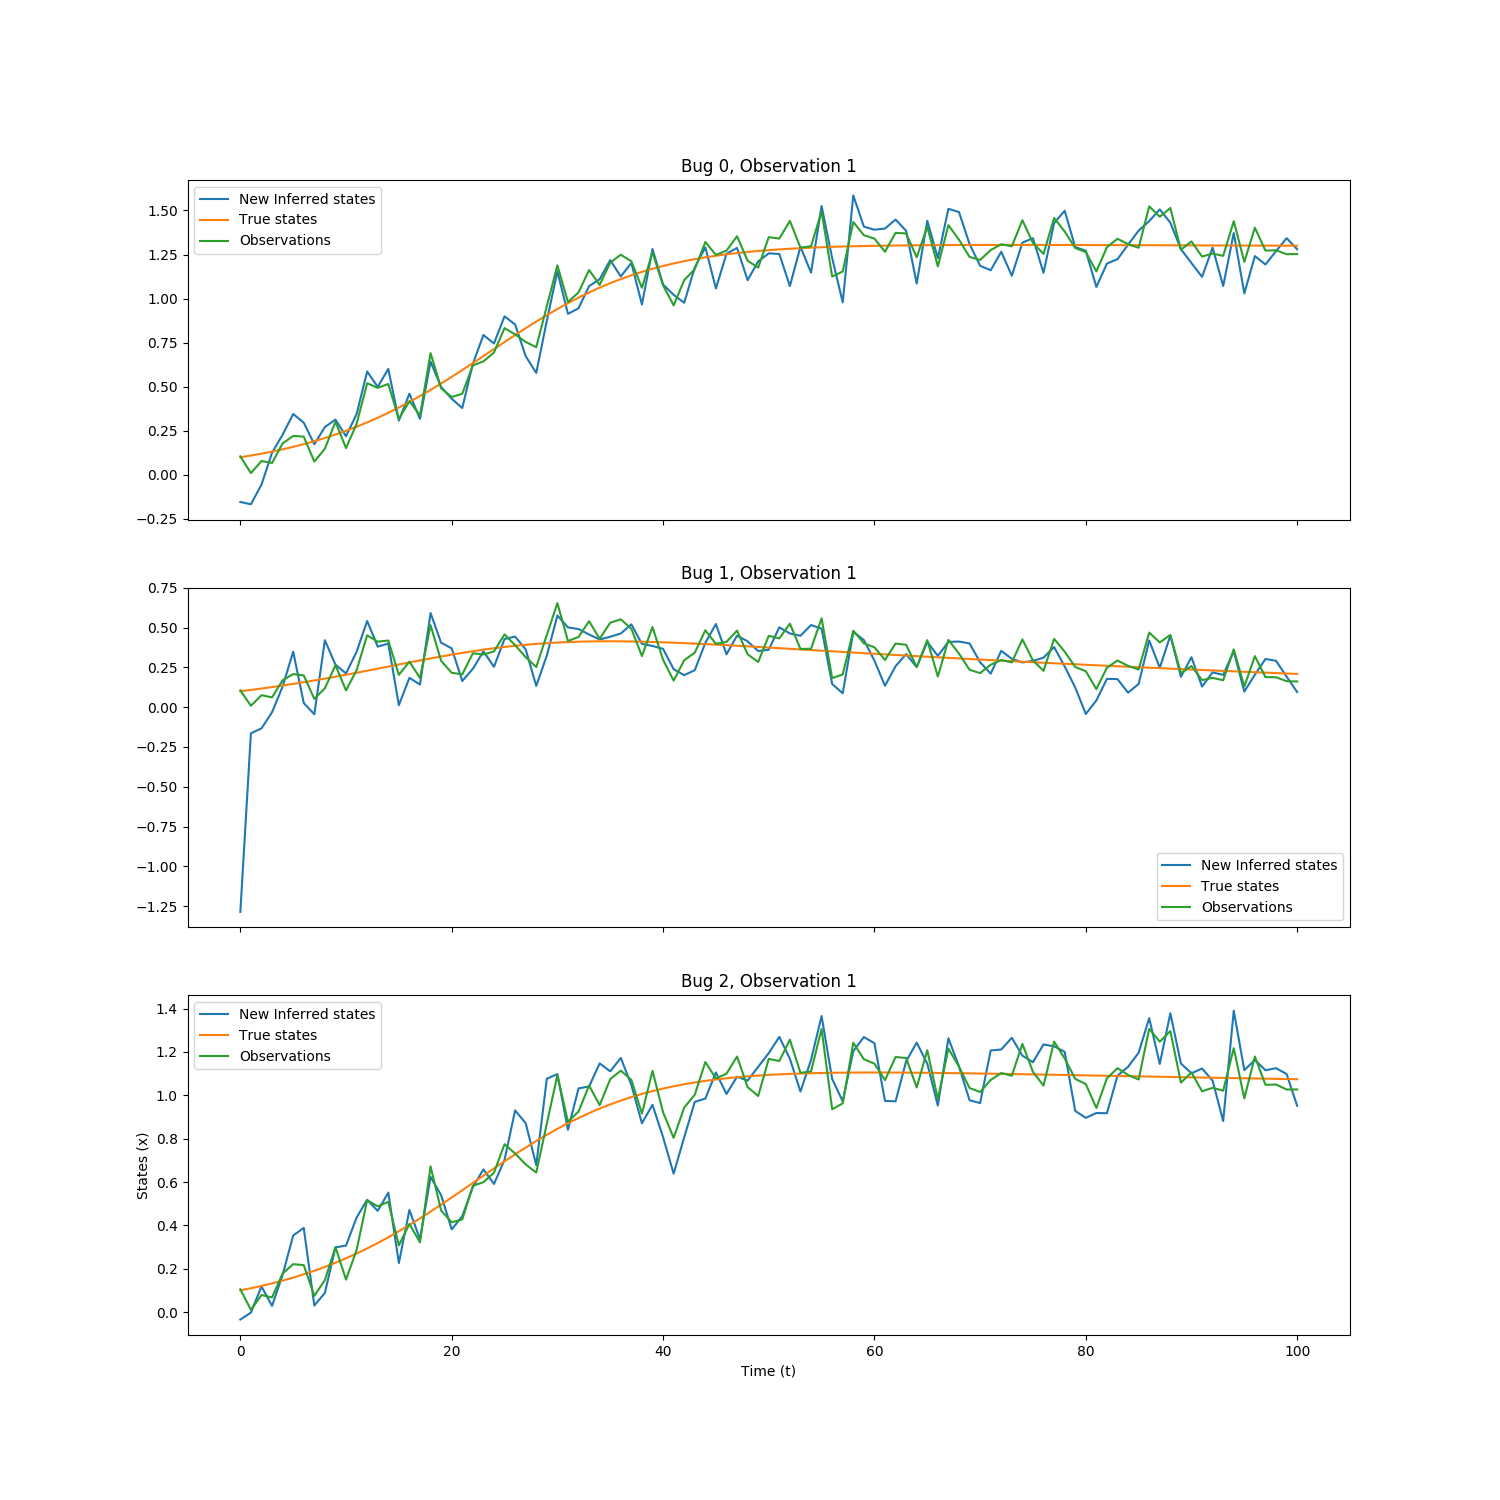 Bug 0, Observation 1
New Inferred states
True states
Observations
1.50
1.25
1.00
0.75
0.50
0.25
0.00
−0.25
Bug 1, Observation 1
0.75
0.50
0.25
0.00
−0.25
−0.50
−0.75
−1.00
−1.25
New Inferred states
True states
Observations
Bug 2, Observation 1
New Inferred states
True states
Observations
1.4
1.2
1.0
0.8
0.6
0.4
0.2
0.0
States (x)
0 20 40 60 80 100
Time (t)